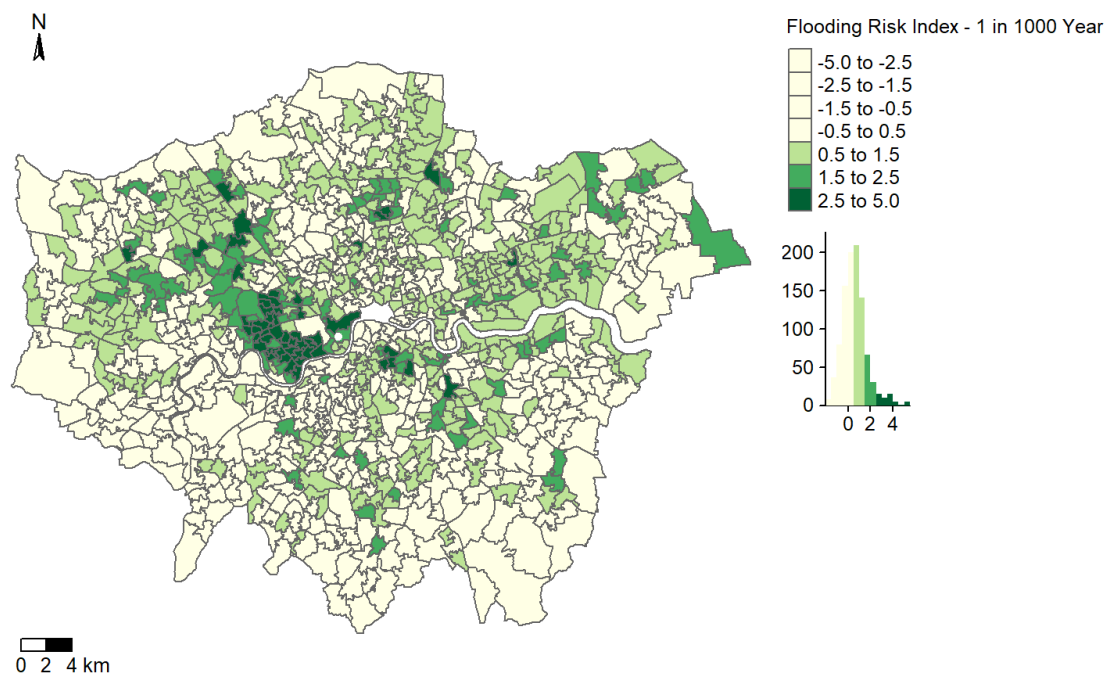 N
Flooding Risk Index - 1 in 1000 Year
-5.0 to -2.5
-2.5 to -1.5
-1.5 to -0.5
-0.5 to 0.5
0.5 to 1.5
1.5 to 2.5
2.5 to 5.0
200
150
100
50
0
0 2 4
0 2 4 km